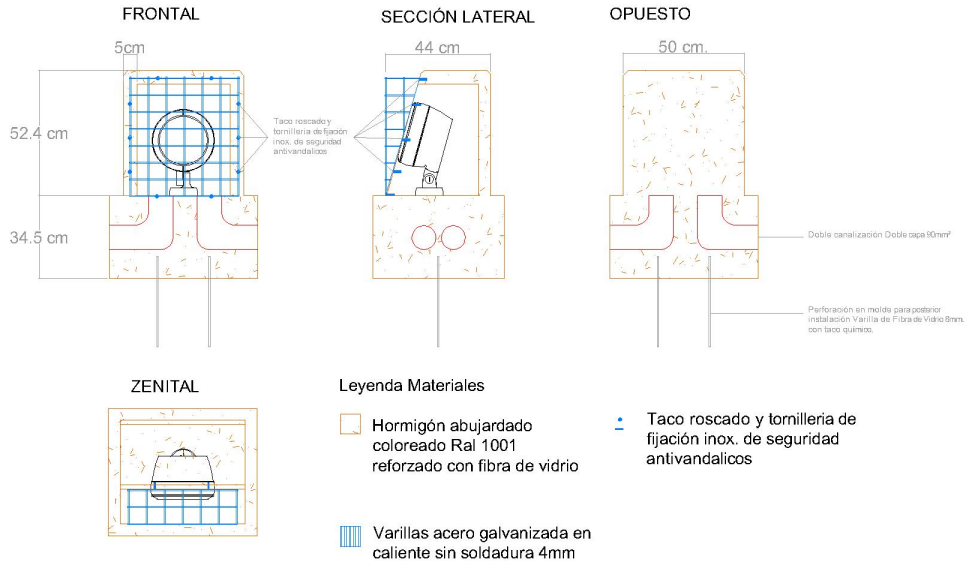 FRONTAL
SECCIÓN LATERAL
OPUESTO
5cm
44 cm
50 cm.
52.4 cm
34.5 cm
Taco roscado y
tornilleria de fijación
inox. de seguridad
antivandalicos
Doble canalización Doble capa 90mm²
Perforación en molde para posterior
instalación Varilla de Fibra de Vidrio 8mm.
con taco químico.
ZENITAL
Leyenda Materiales
Hormigón abujardado
coloreado Ral 1001
reforzado con fibra de vidrio
Taco roscado y tornilleria de
fijación inox. de seguridad
antivandalicos
Varillas acero galvanizada en
caliente sin soldadura 4mm